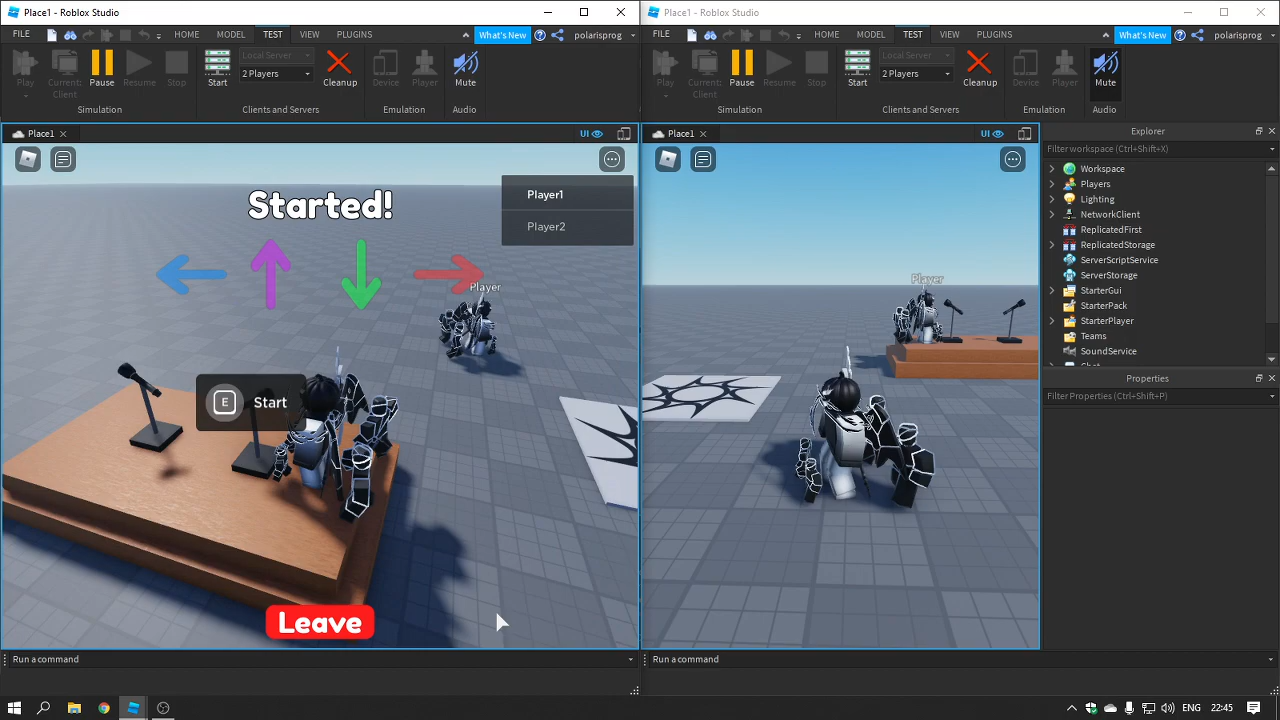 Place1 - Roblox Studio
FILE HOME MODEL TEST VIEW PLUGINS What's New polarisprog
Play Current: Client Pause Resume Stop Start Local Server 2 Players Cleanup Device Player Mute
Simulation Clients and Servers Emulation Audio
Place1 UI
Started!
Player1
Player2
Player
E Start
Leave
Run a command
Place1 - Roblox Studio
FILE HOME MODEL TEST VIEW PLUGINS What's New polarisprog
Play Current: Client Pause Resume Stop Start Local Server 2 Players Cleanup Device Player Mute
Simulation Clients and Servers Emulation Audio
Place1 UI
Player
Run a command
Explorer
Filter workspace (Ctrl+Shift+X)
Workspace
Players
Lighting
NetworkClient
ReplicatedFirst
ReplicatedStorage
ServerScriptService
ServerStorage
StarterGui
StarterPack
StarterPlayer
Teams
SoundService
Properties
Filter Properties (Ctrl+Shift+P)
ENG 22:45